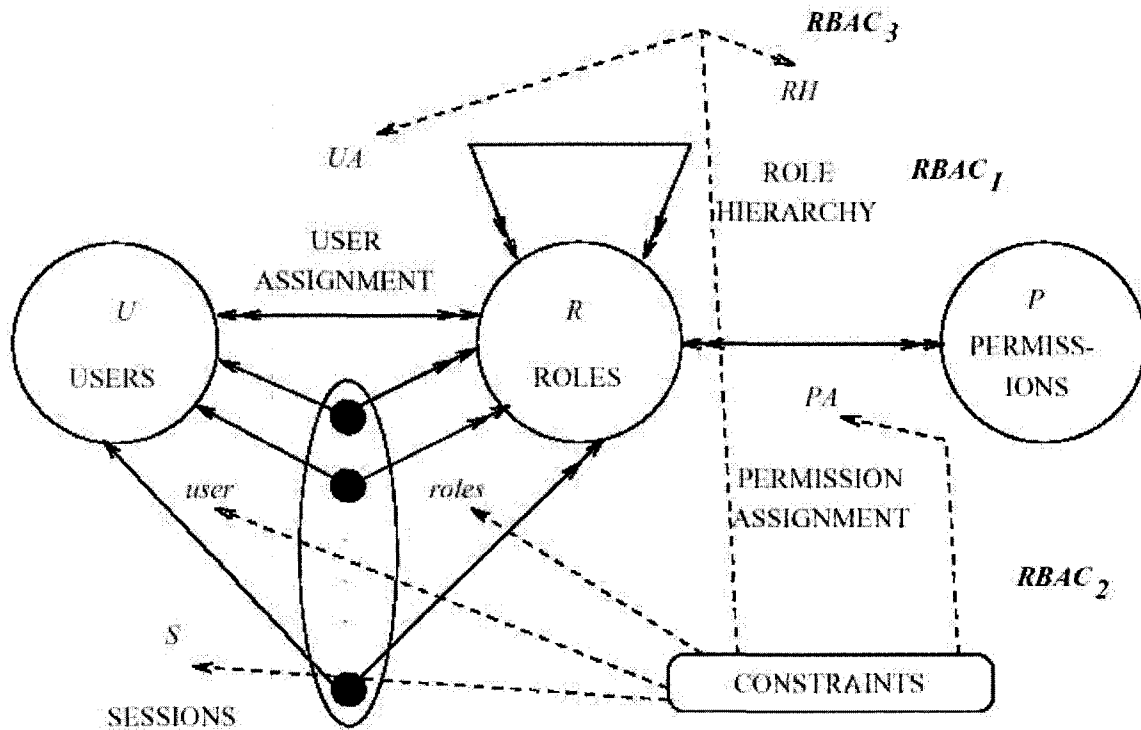 RBAC3
RH
UA
ROLE
HIERARCHY
RBAC1
USER
ASSIGNMENT
U
USERS
R
ROLES
P
PERMISS-
IONS
PA
user
roles
PERMISSION
ASSIGNMENT
RBAC2
S
SESSIONS
CONSTRAINTS